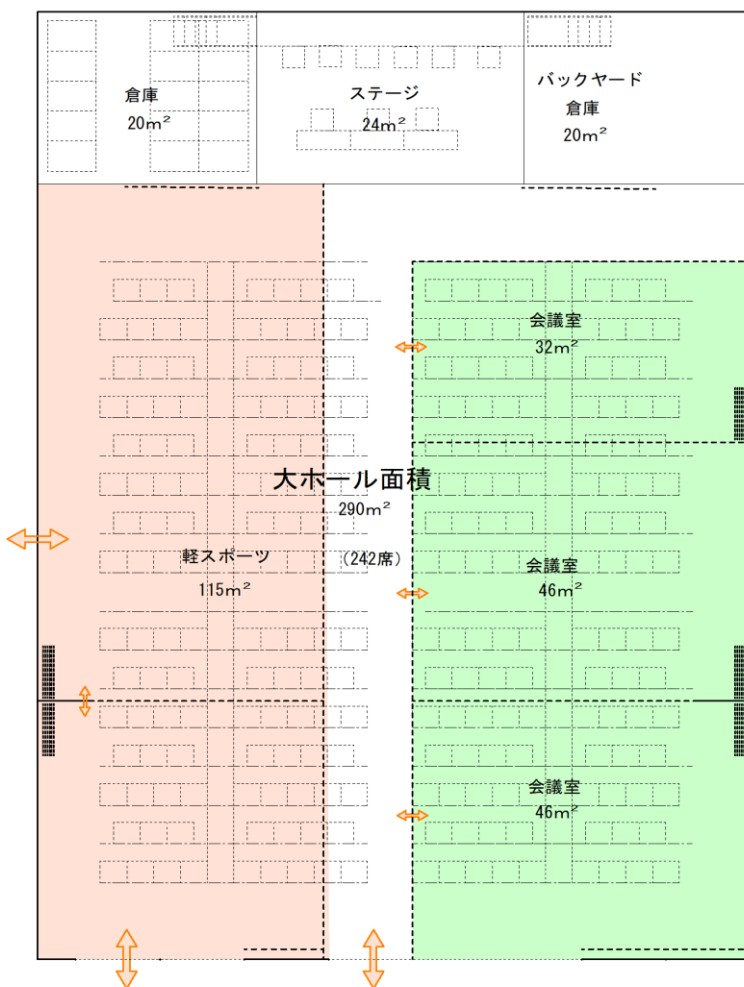 倉庫
20m²
ステージ
24m²
バックヤード
倉庫
20m²
会議室
32m²
大ホール面積
290m²
(242席)
軽スポーツ
115m²
会議室
46m²
会議室
46m²